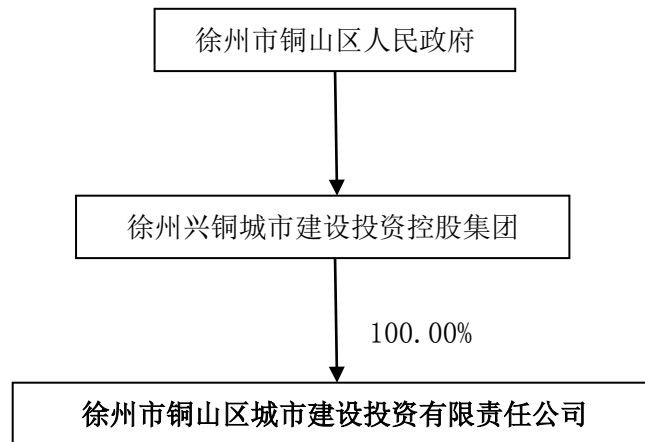 徐州市铜山区人民政府
徐州兴铜城市建设投资控股集团
100.00%
徐州市铜山区城市建设投资有限责任公司